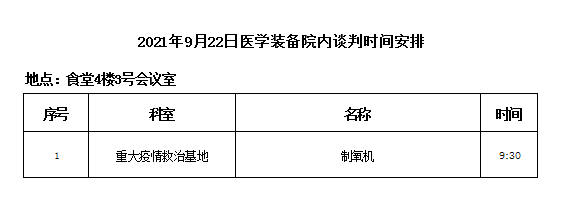 2021年9月22日医学装备院内谈判时间安排
地点：食堂4楼3号会议室
序号 科室 名称 时间
1 重大疫情救治基地 制氧机 9:30